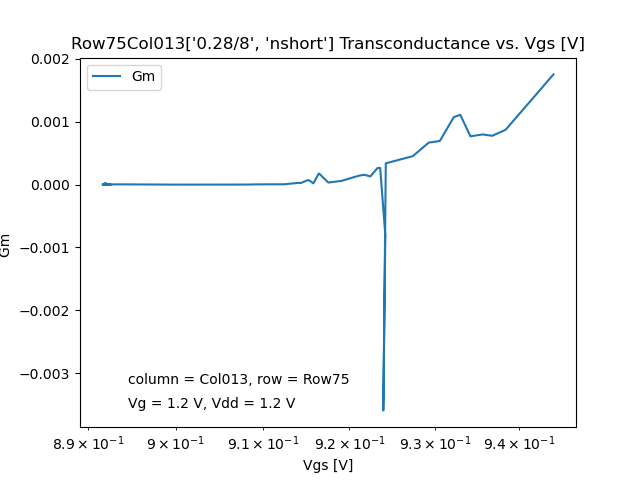 Row75Col013['0.28/8', 'nshort'] Transconductance vs. Vgs [V]
Gm
0.002
0.001
0.000
−0.001
−0.002
−0.003
Gm
column = Col013, row = Row75
Vg = 1.2 V, Vdd = 1.2 V
8.9 × 10⁻¹ 9 × 10⁻¹ 9.1 × 10⁻¹ 9.2 × 10⁻¹ 9.3 × 10⁻¹ 9.4 × 10⁻¹
Vgs [V]